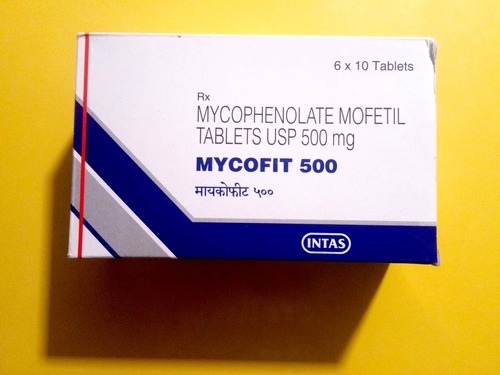 6 x 10 Tablets
Rx
MYCOPHENOLATE MOFETIL
TABLETS USP 500 mg
MYCOFIT 500
मायकोफीट ५००
INTAS